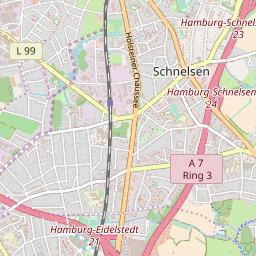 Hamburg-Schnelsen
23
L 99
Holsteiner Chaussee
Schnelsen
Hamburg-Schnelsen
24
A 7
Ring 3
Hamburg-Eidelstedt
21